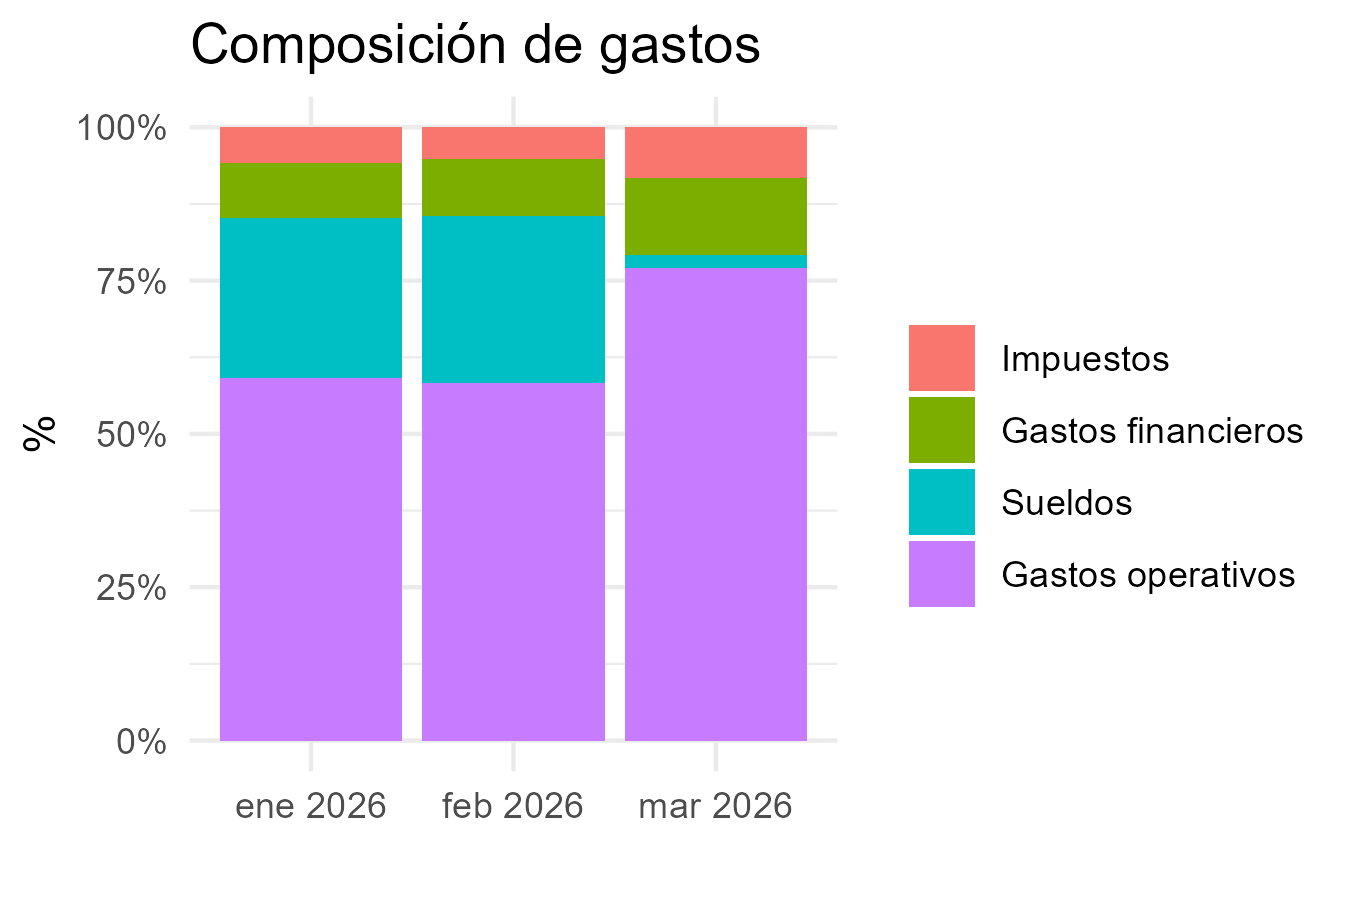 Composición de gastos
%
100%
75%
50%
25%
0%
ene 2026
feb 2026
mar 2026
Impuestos
Gastos financieros
Sueldos
Gastos operativos